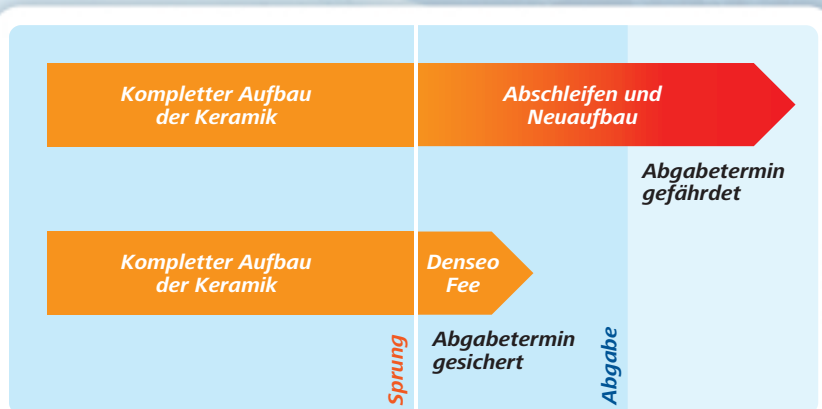 Kompletter Aufbau
der Keramik
Abschleifen und
Neuaufbau
Abgabetermin
gefährdet
Kompletter Aufbau
der Keramik
Denseo
Fee
Sprung
Abgabetermin
gesichert
Abgabe